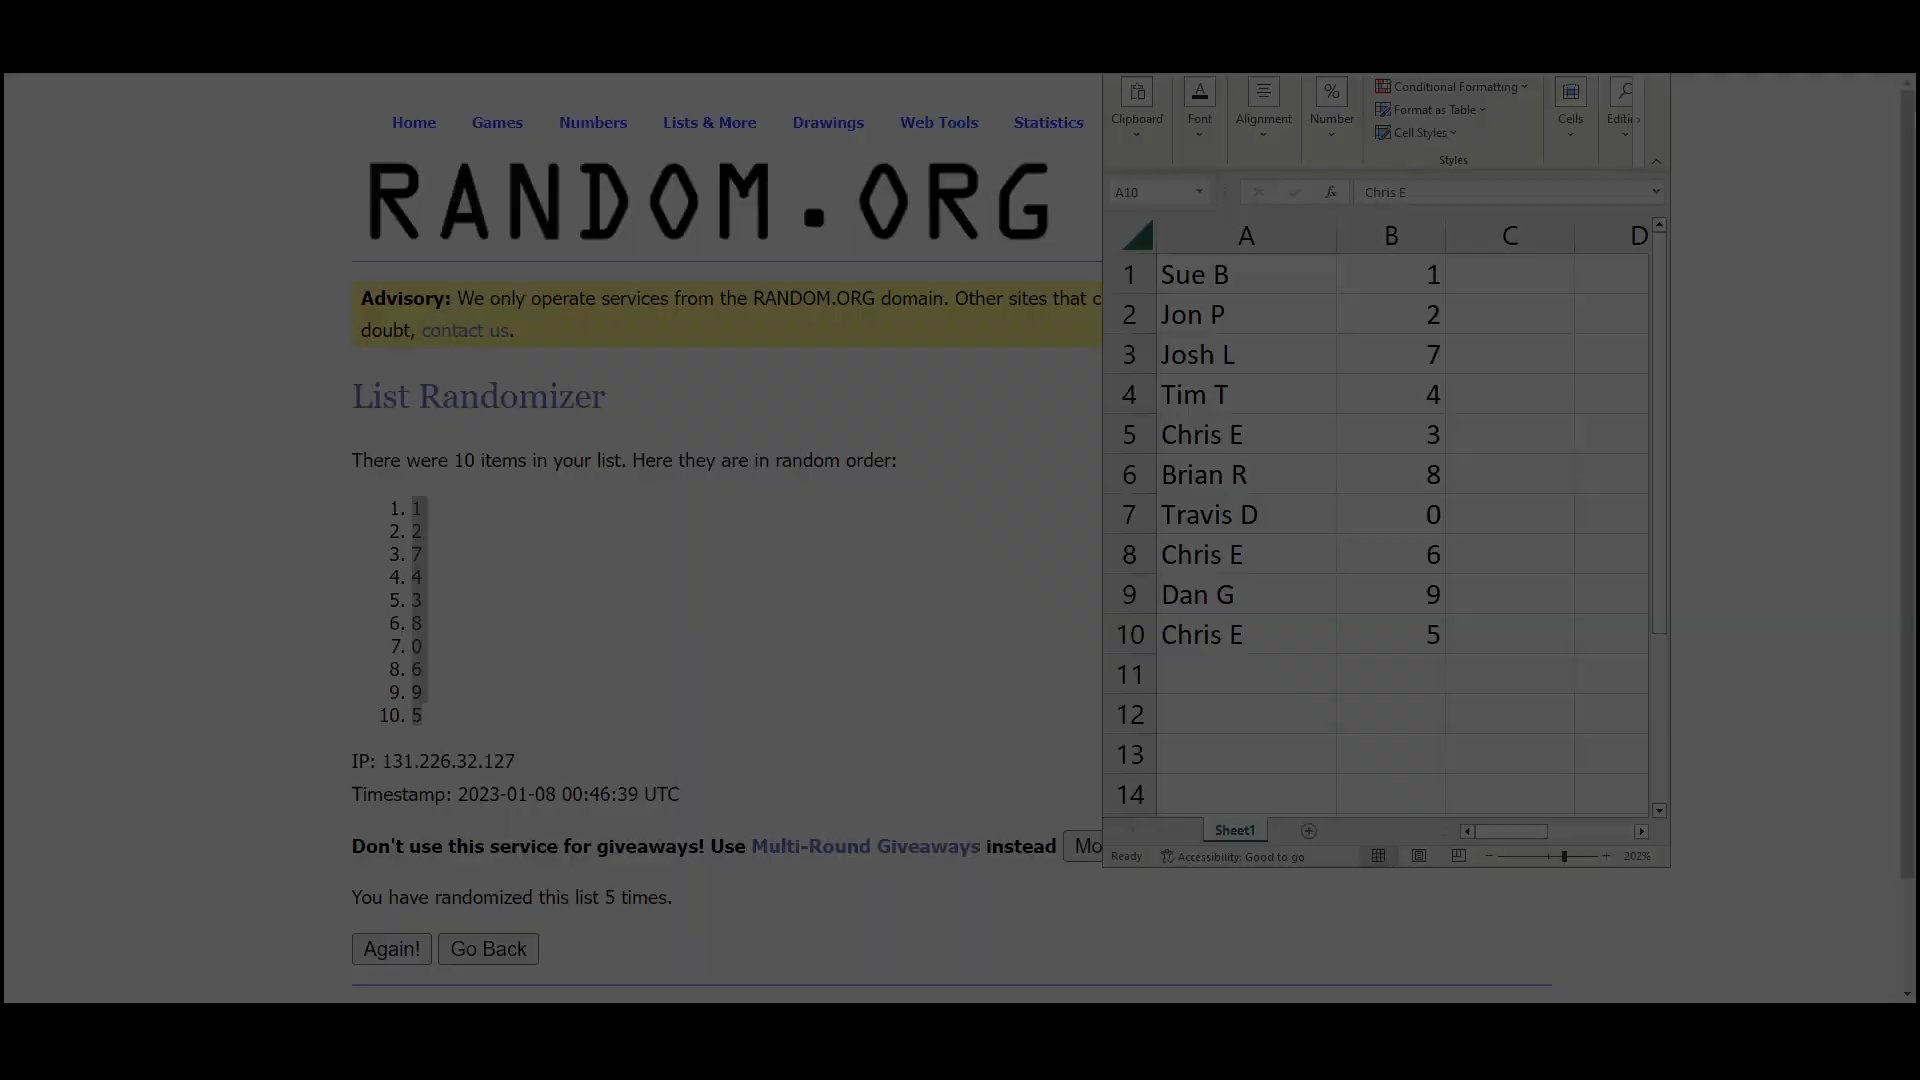 Home Games Numbers Lists & More Drawings Web Tools Statistics
RANDOM.ORG
Advisory: We only operate services from the RANDOM.ORG domain. Other sites that c
doubt, contact us.
List Randomizer
There were 10 items in your list. Here they are in random order:
1. 1
2. 2
3. 7
4. 4
5. 3
6. 8
7. 0
8. 6
9. 9
10. 5
IP: 131.226.32.127
Timestamp: 2023-01-08 00:46:39 UTC
Don't use this service for giveaways! Use Multi-Round Giveaways instead Mo
You have randomized this list 5 times.
Again! Go Back
Clipboard Font Alignment Number
Conditional Formatting
Format as Table
Cell Styles
Styles
Cells
Editi
A10 fx Chris E
A B C D
1 Sue B 1
2 Jon P 2
3 Josh L 7
4 Tim T 4
5 Chris E 3
6 Brian R 8
7 Travis D 0
8 Chris E 6
9 Dan G 9
10 Chris E 5
11
12
13
14
Sheet1
Ready Accessibility: Good to go 202%